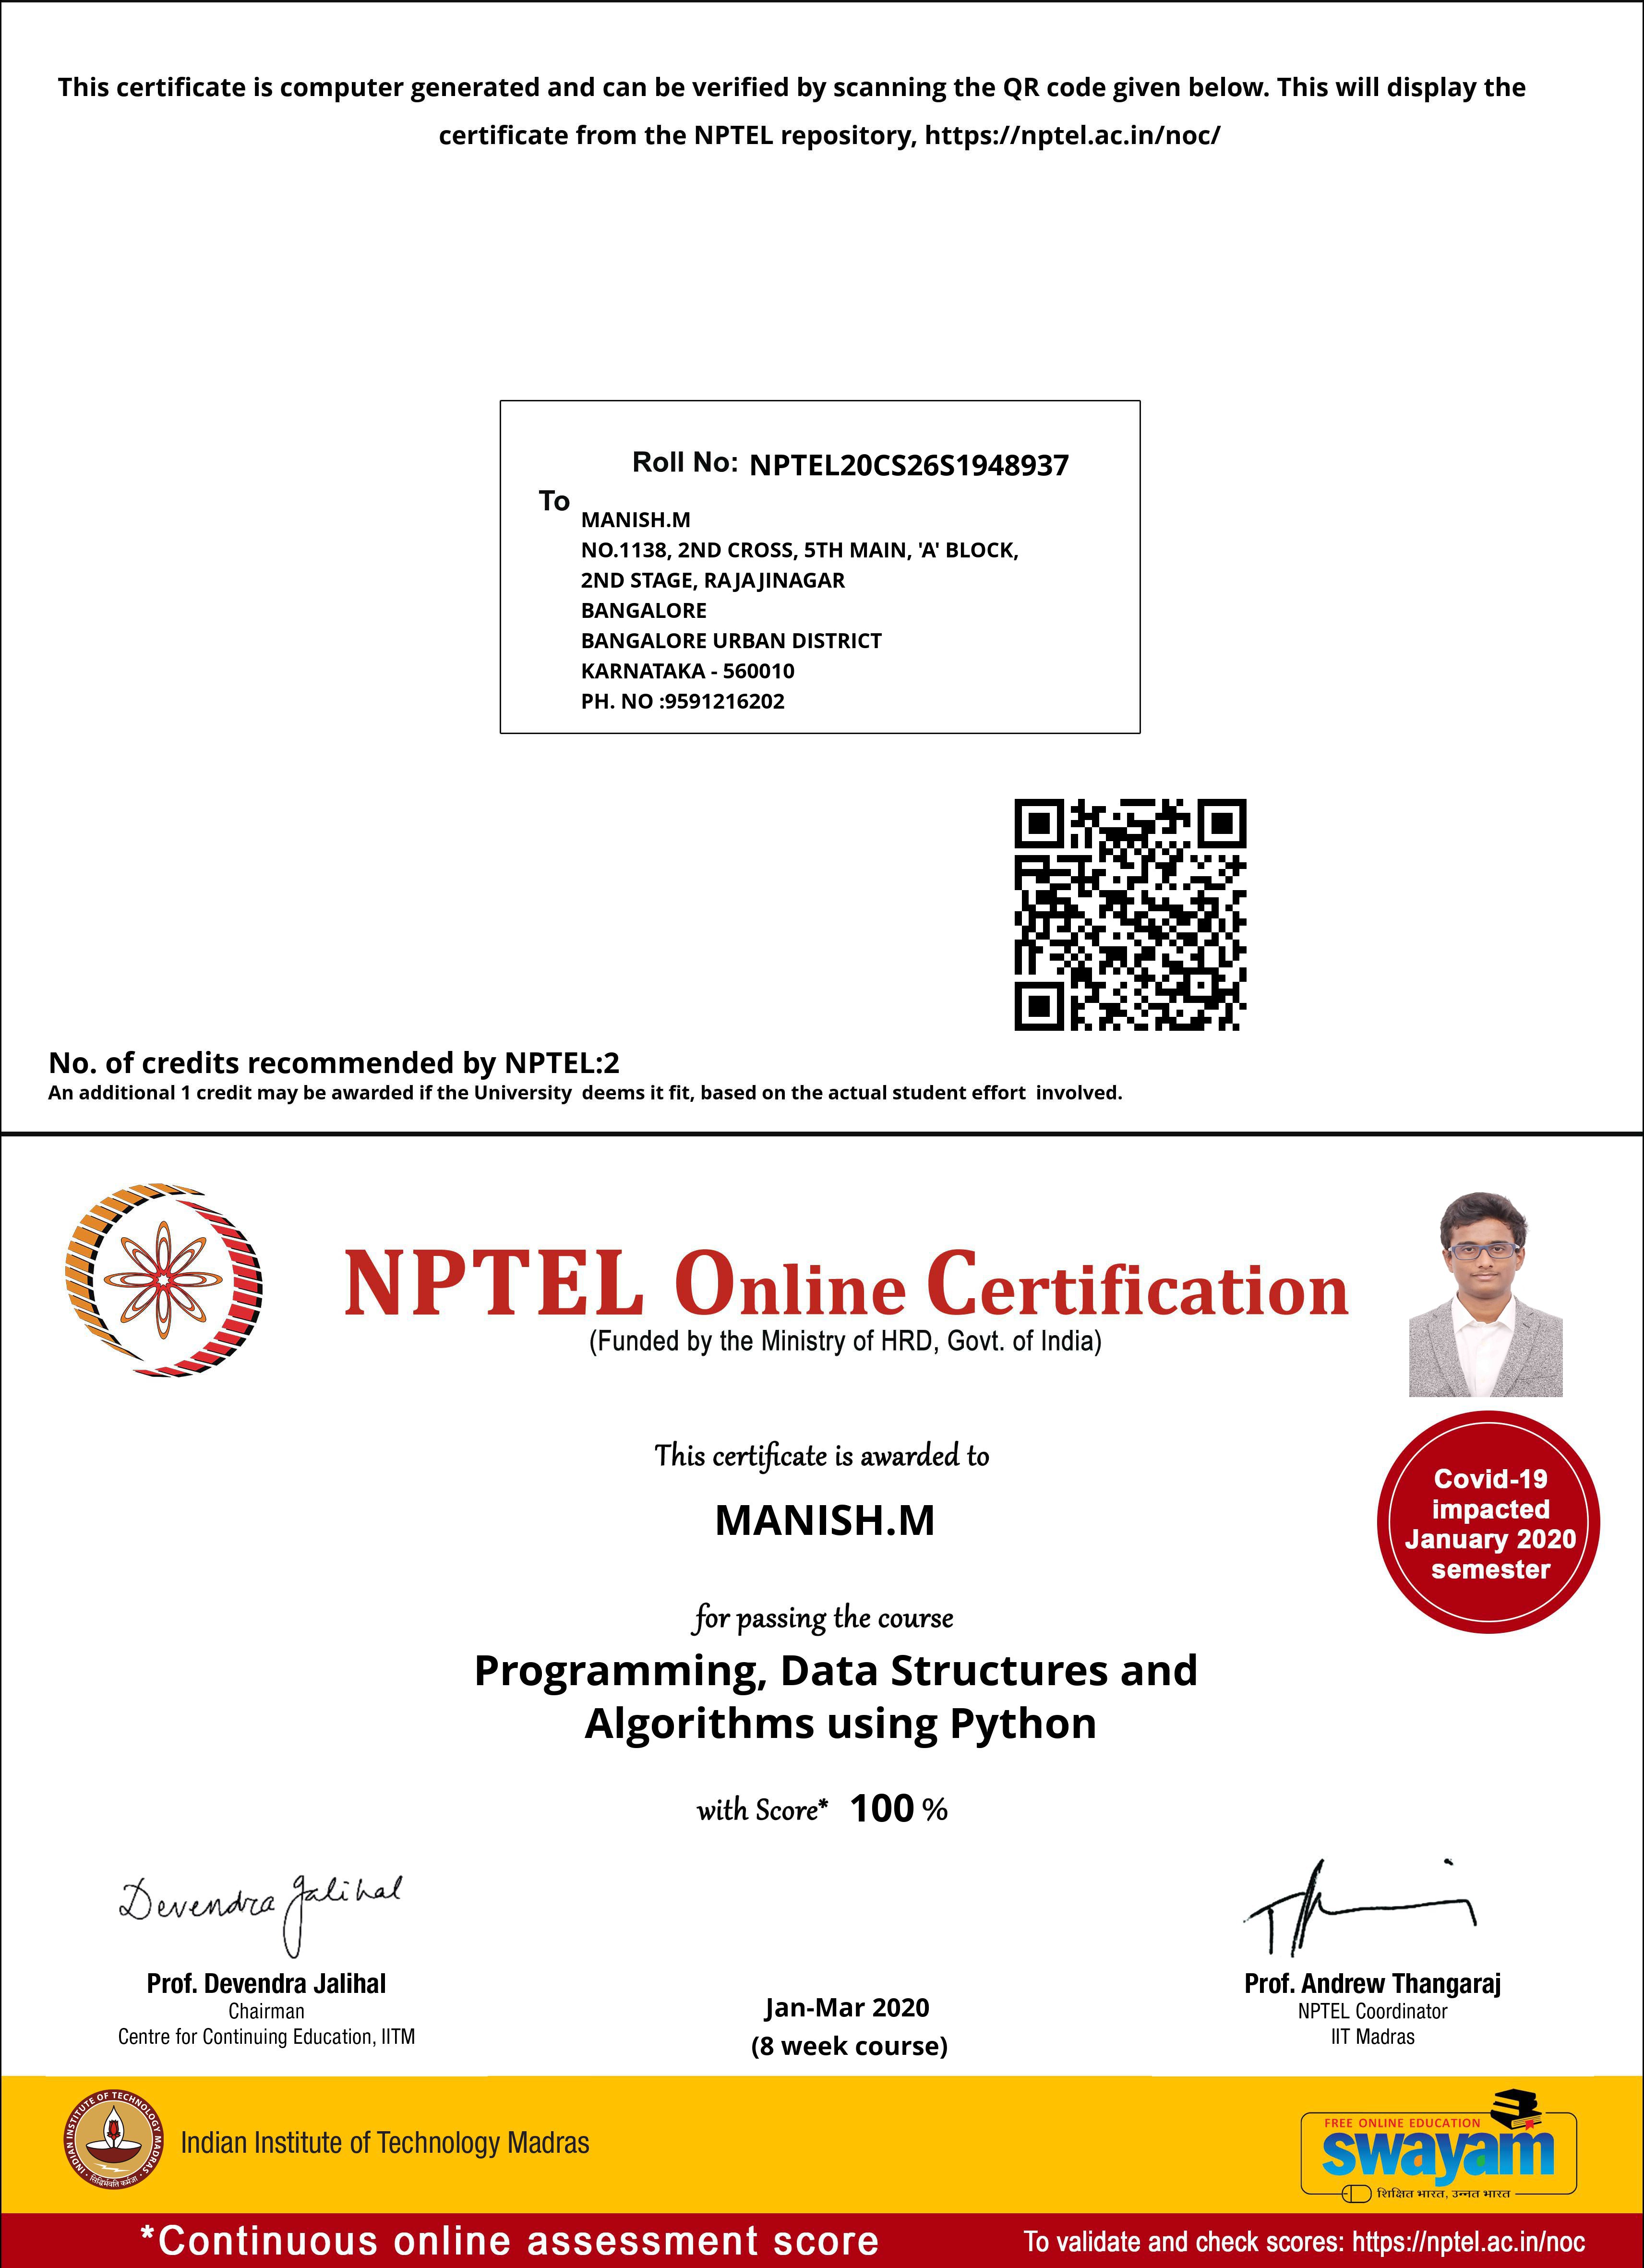 This certificate is computer generated and can be verified by scanning the QR code given below. This will display the
certificate from the NPTEL repository, https://nptel.ac.in/noc/
Roll No: NPTEL20CS26S1948937
To
MANISH.M
NO.1138, 2ND CROSS, 5TH MAIN, 'A' BLOCK,
2ND STAGE, RAJAJINAGAR
BANGALORE
BANGALORE URBAN DISTRICT
KARNATAKA - 560010
PH. NO :9591216202
No. of credits recommended by NPTEL:2
An additional 1 credit may be awarded if the University deems it fit, based on the actual student effort involved.
NPTEL Online Certification
(Funded by the Ministry of HRD, Govt. of India)
This certificate is awarded to
MANISH.M
Covid-19
impacted
January 2020
semester
for passing the course
Programming, Data Structures and
Algorithms using Python
with Score* 100 %
Devendra Jalihal
Prof. Devendra Jalihal
Chairman
Centre for Continuing Education, IITM
Jan-Mar 2020
(8 week course)
Prof. Andrew Thangaraj
NPTEL Coordinator
IIT Madras
INDIAN INSTITUTE OF TECHNOLOGY MADRAS
सिद्धिर्भवति कर्मजा
Indian Institute of Technology Madras
FREE ONLINE EDUCATION
swayam
शिक्षित भारत, उन्नत भारत
*Continuous online assessment score
To validate and check scores: https://nptel.ac.in/noc